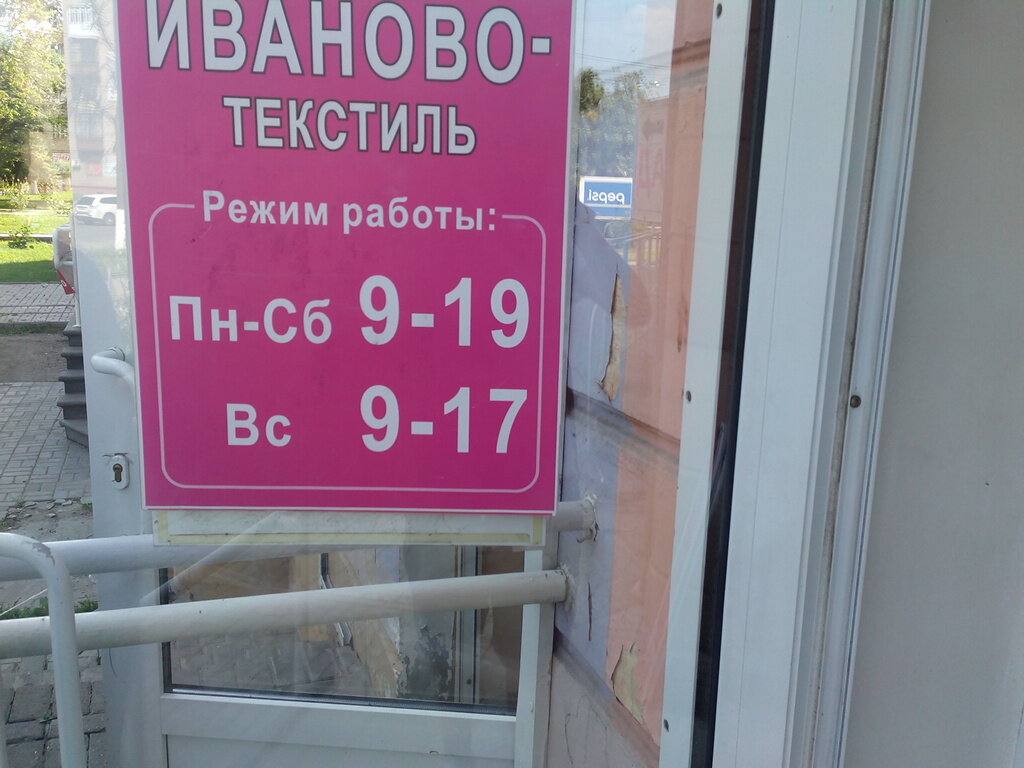 ИВАНОВО-
ТЕКСТИЛЬ
Режим работы:
Пн-Сб 9-19
Вс 9-17
pepsi